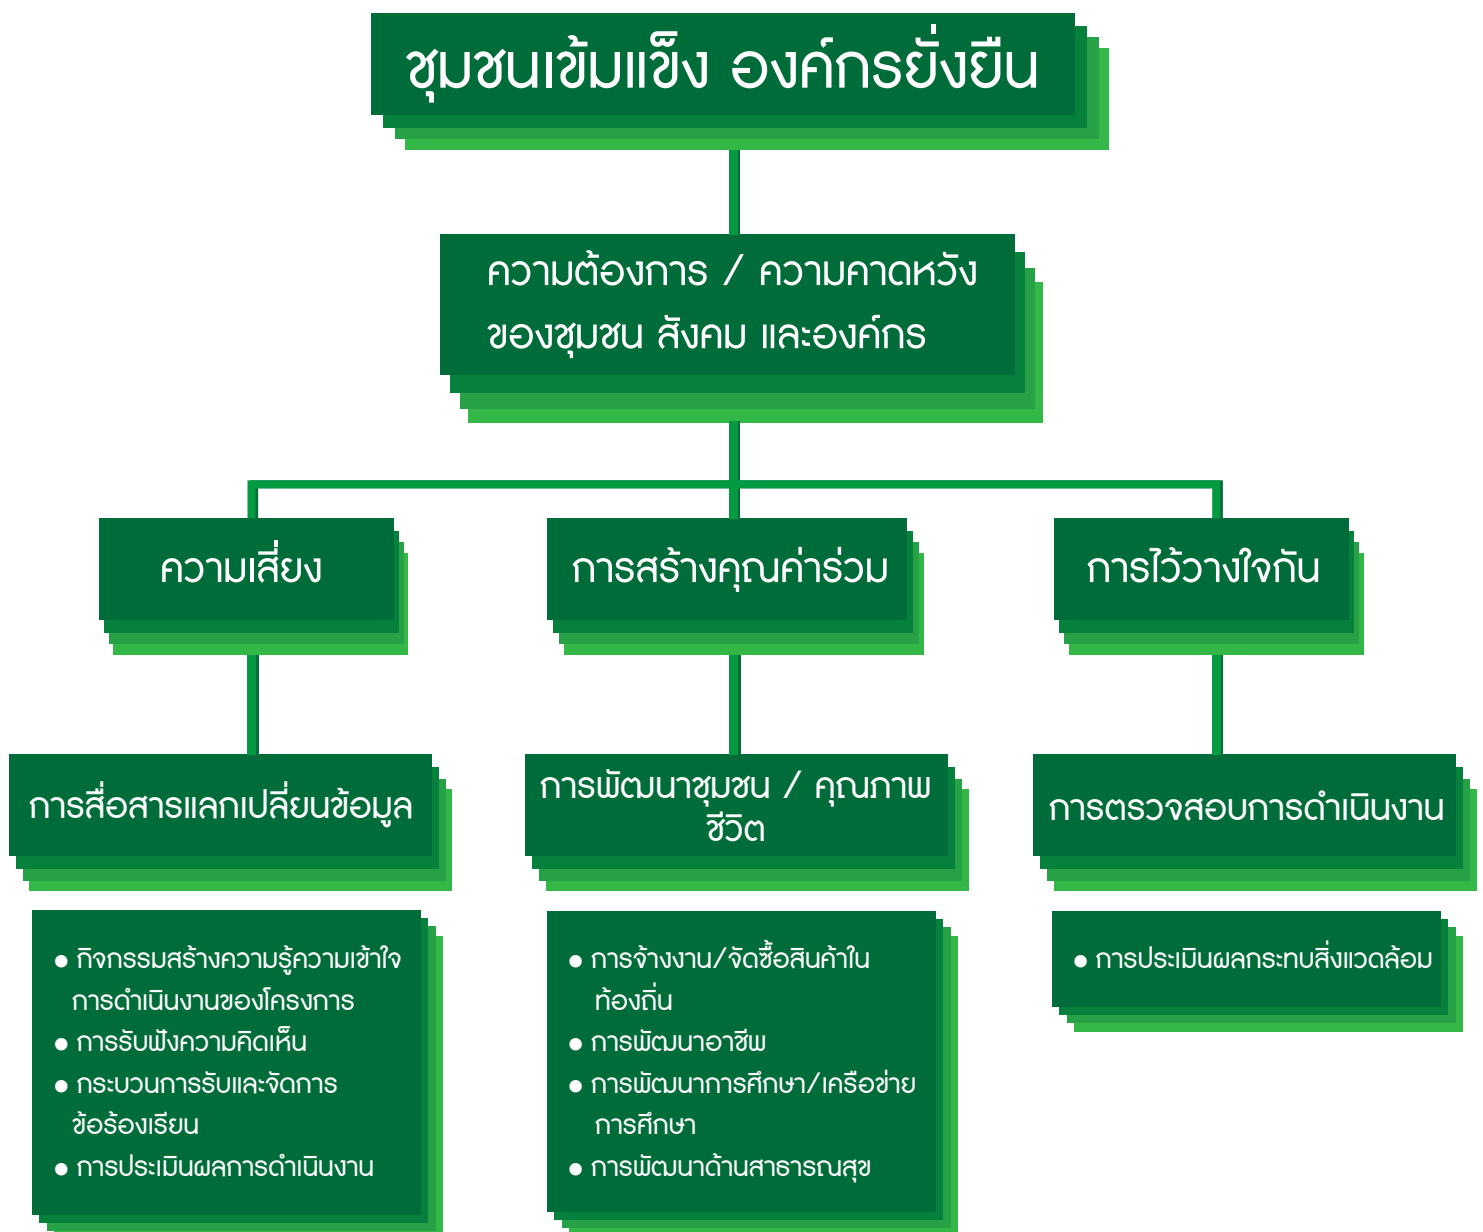 ชุมชนเข้มแข็ง องค์กรยั่งยืน
ความต้องการ / ความคาดหวัง
ของชุมชน สังคม และองค์กร
ความเสี่ยง
การสร้างคุณค่าร่วม
การไว้วางใจกัน
การสื่อสารแลกเปลี่ยนข้อมูล
การพัฒนาชุมชน / คุณภาพ
ชีวิต
การตรวจสอบการดำเนินงาน
● กิจกรรมสร้างความรู้ความเข้าใจ
การดำเนินงานของโครงการ
● การรับฟังความคิดเห็น
● กระบวนการรับและจัดการ
ข้อร้องเรียน
● การประเมินผลการดำเนินงาน
● การจ้างงาน/จัดซื้อสินค้าใน
ท้องถิ่น
● การพัฒนาอาชีพ
● การพัฒนาการศึกษา/เครือข่าย
การศึกษา
● การพัฒนาด้านสาธารณสุข
● การประเมินผลกระทบสิ่งแวดล้อม